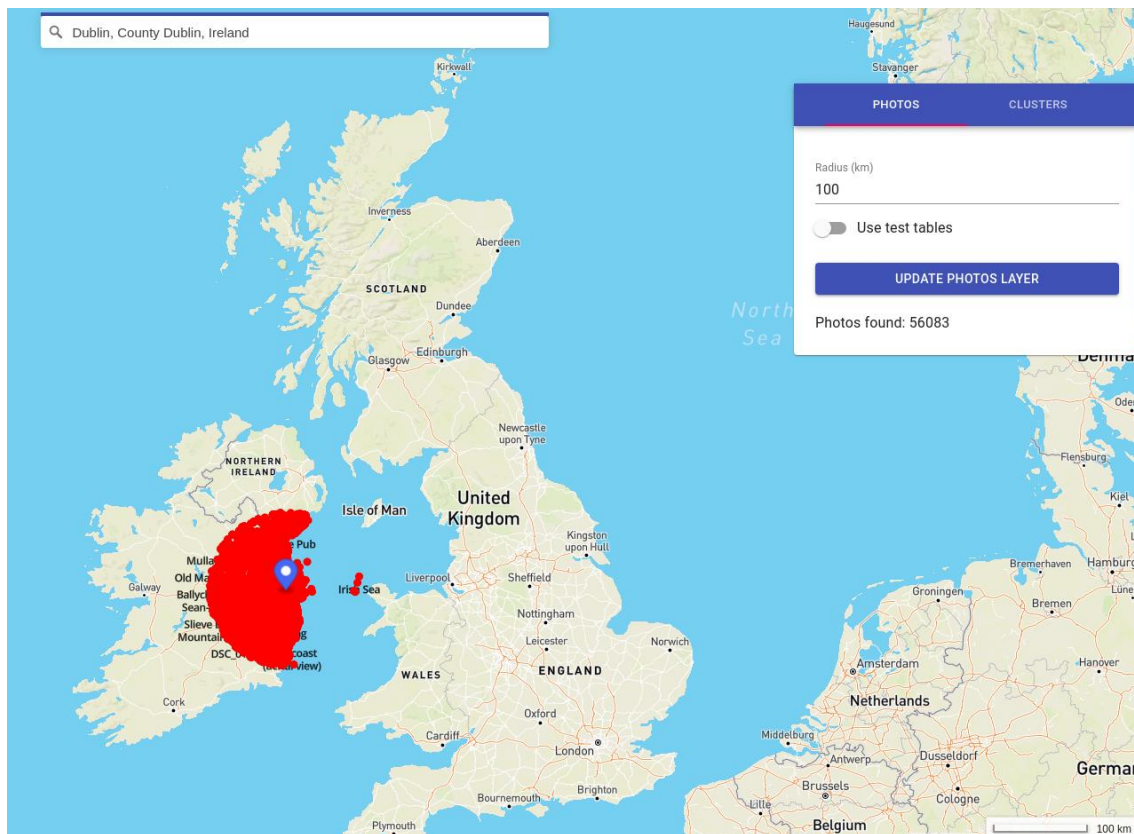 Dublin, County Dublin, Ireland
Haugesund
Stavanger
Kirkwall
PHOTOS CLUSTERS
Radius (km)
100
Use test tables
UPDATE PHOTOS LAYER
Photos found: 56083
Inverness
Aberdeen
SCOTLAND
Dundee
North
Sea
Edinburgh
Glasgow
Newcastle
upon Tyne
Flensburg
NORTHERN
IRELAND
Isle of Man
United
Kingdom
Kiel
Kingston
upon Hull
Pub
Galway
Irish Sea
Liverpool
Sheffield
Bremerhaven
Hamburg
Groningen
Bremen
Nottingham
Leicester
Norwich
Mountain
coast
WALES
ENGLAND
Amsterdam
Netherlands
Hanover
Cork
Oxford
Cardiff
London
Middelburg
Antwerp
Dusseldorf
Brussels
Cologne
Bournemouth
Brighton
Lille
Plymouth
Belgium
100 km